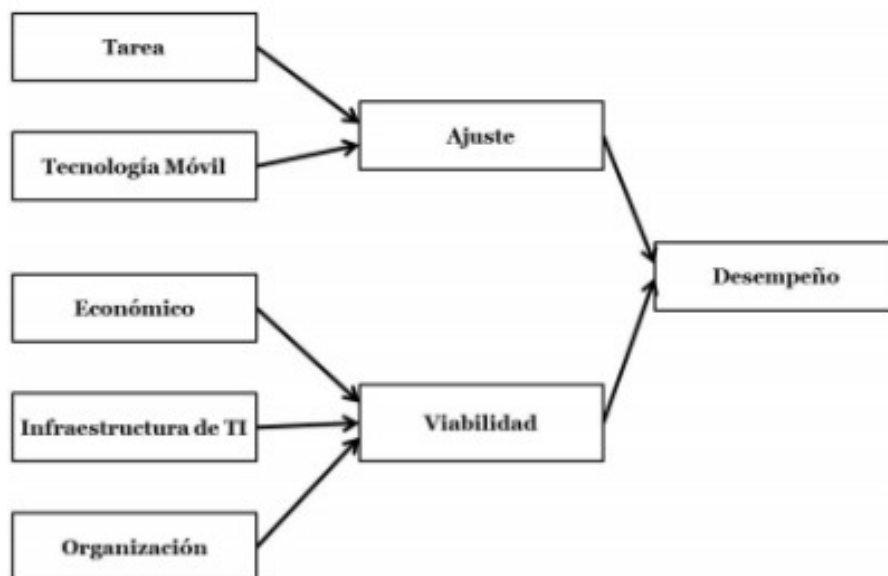 Tarea
Tecnología Móvil
Ajuste
Desempeño
Económico
Infraestructura de TI
Viabilidad
Organización